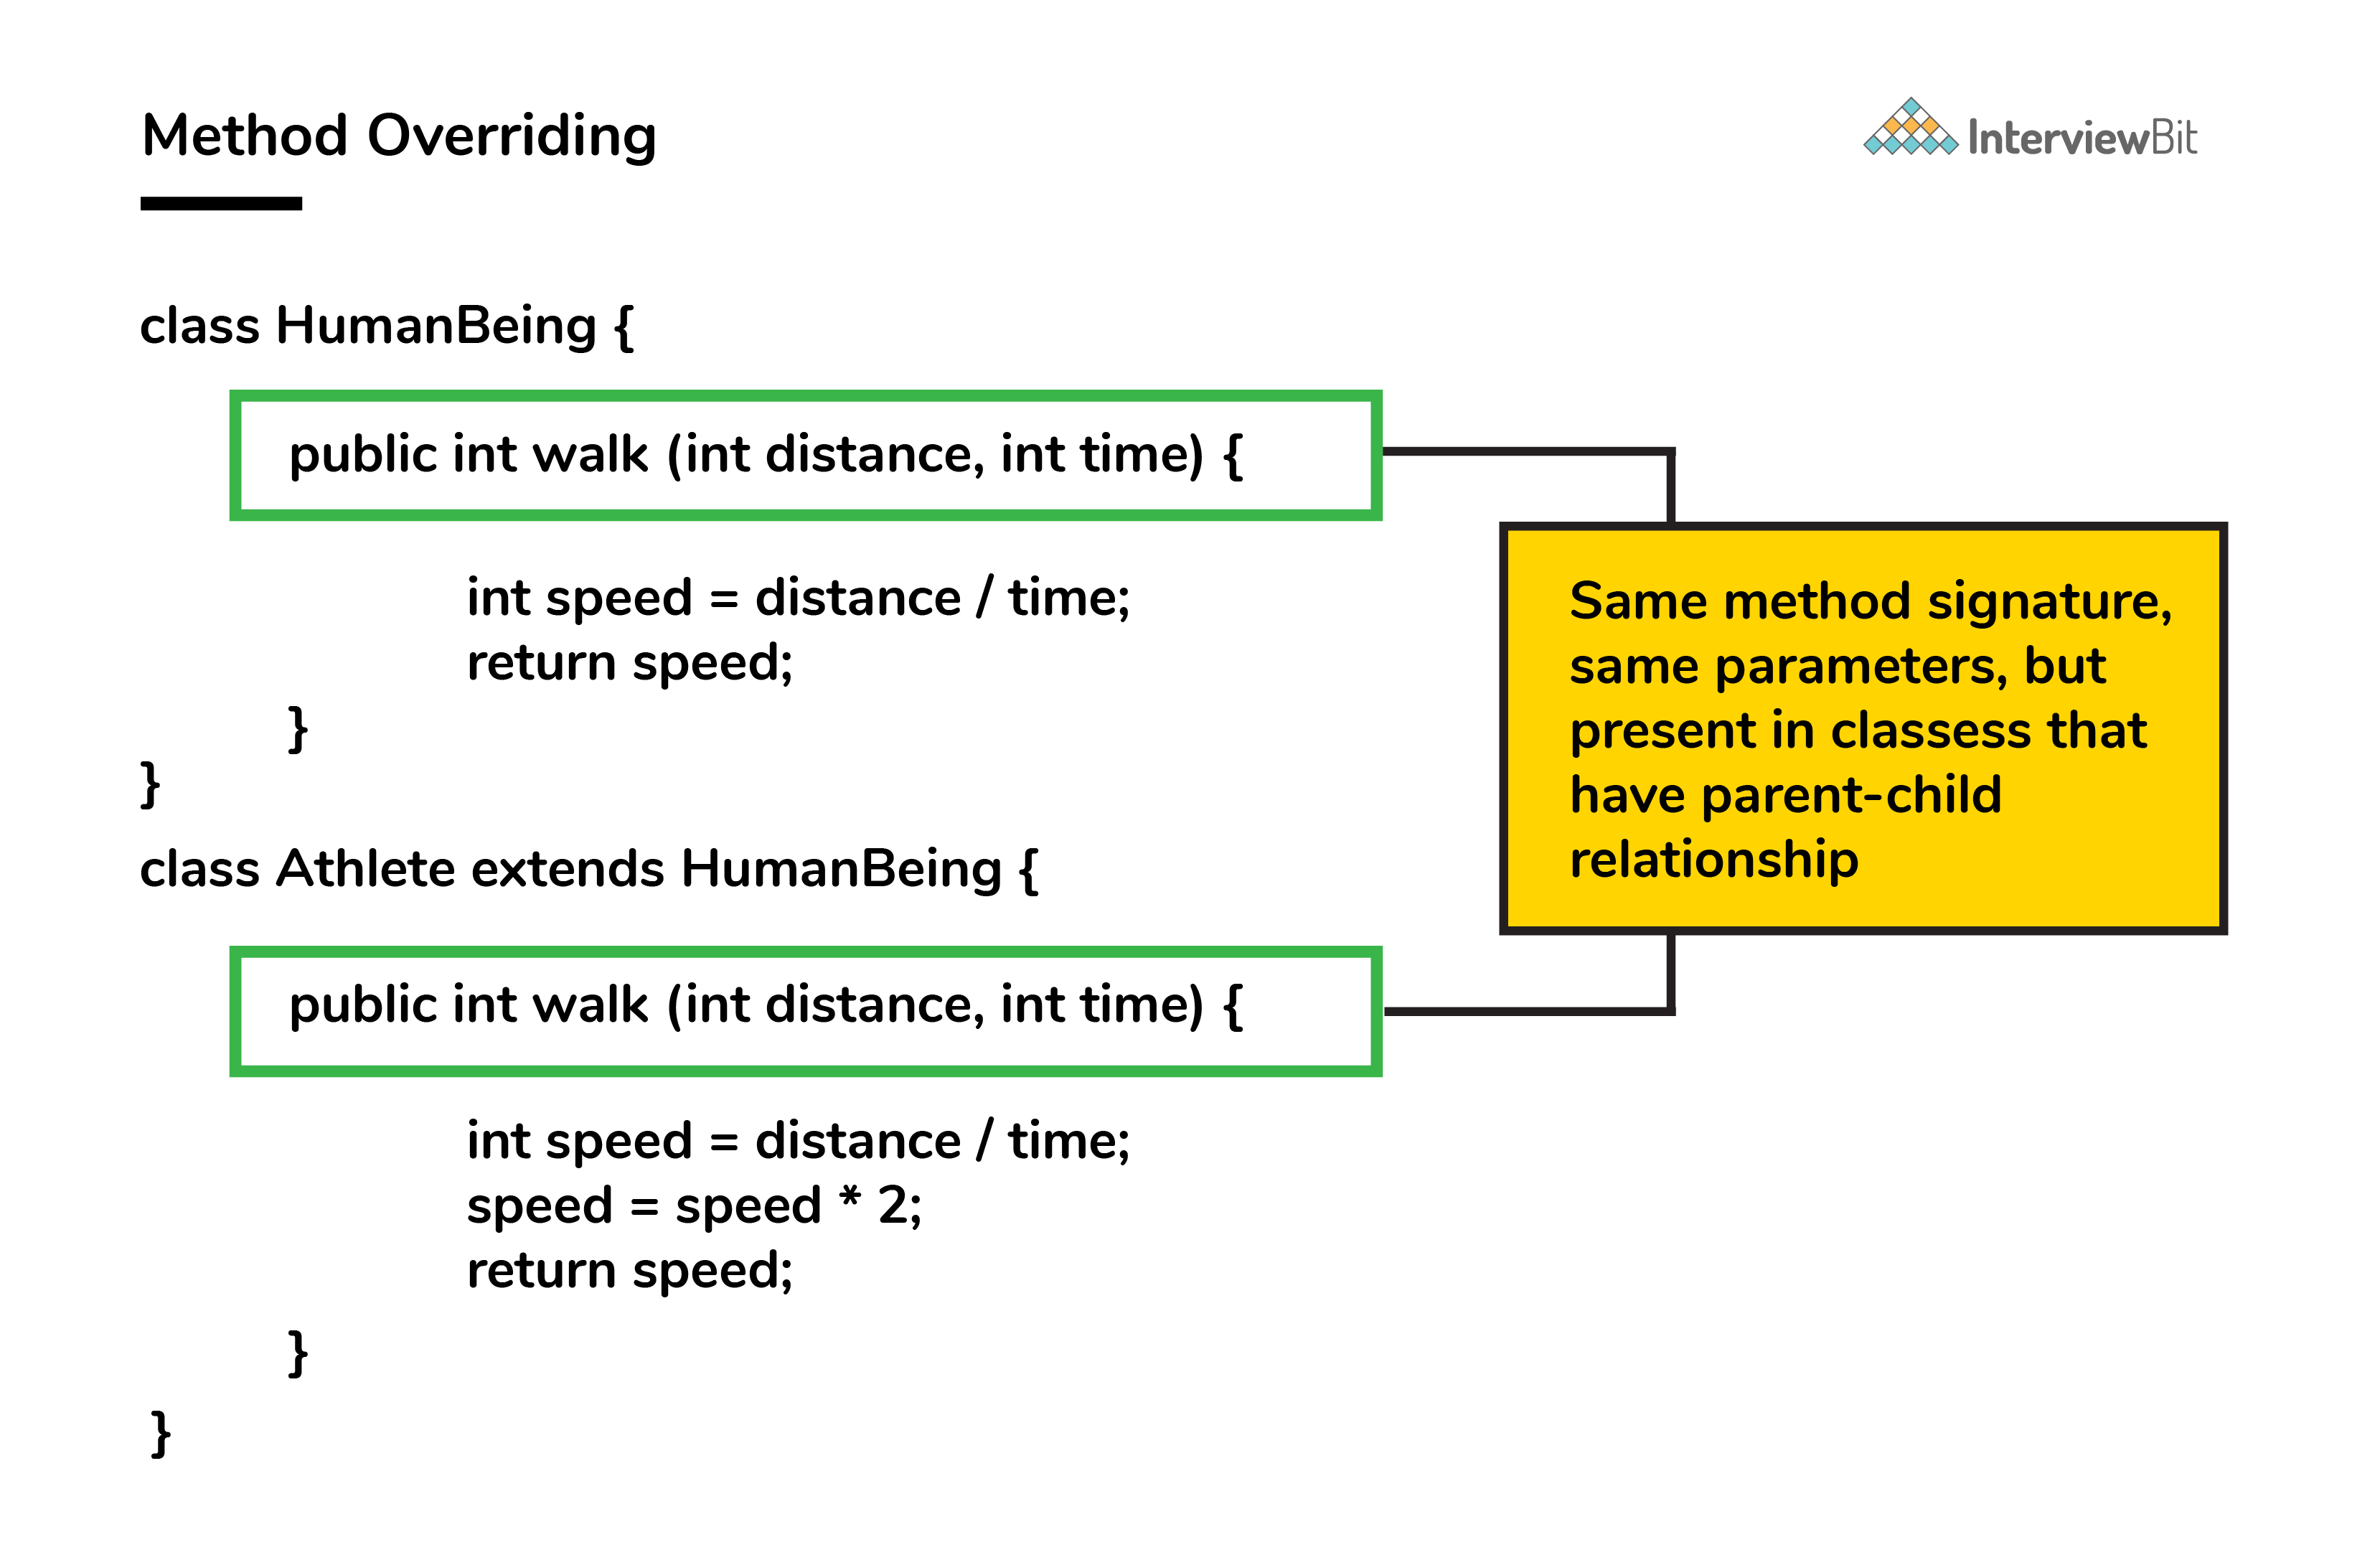 Method Overriding
InterviewBit
class HumanBeing {
public int walk (int distance, int time) {
int speed = distance / time;
return speed;
}
}
class Athlete extends HumanBeing {
public int walk (int distance, int time) {
int speed = distance / time;
speed = speed * 2;
return speed;
}
}
Same method signature,
same parameters, but
present in classess that
have parent-child
relationship